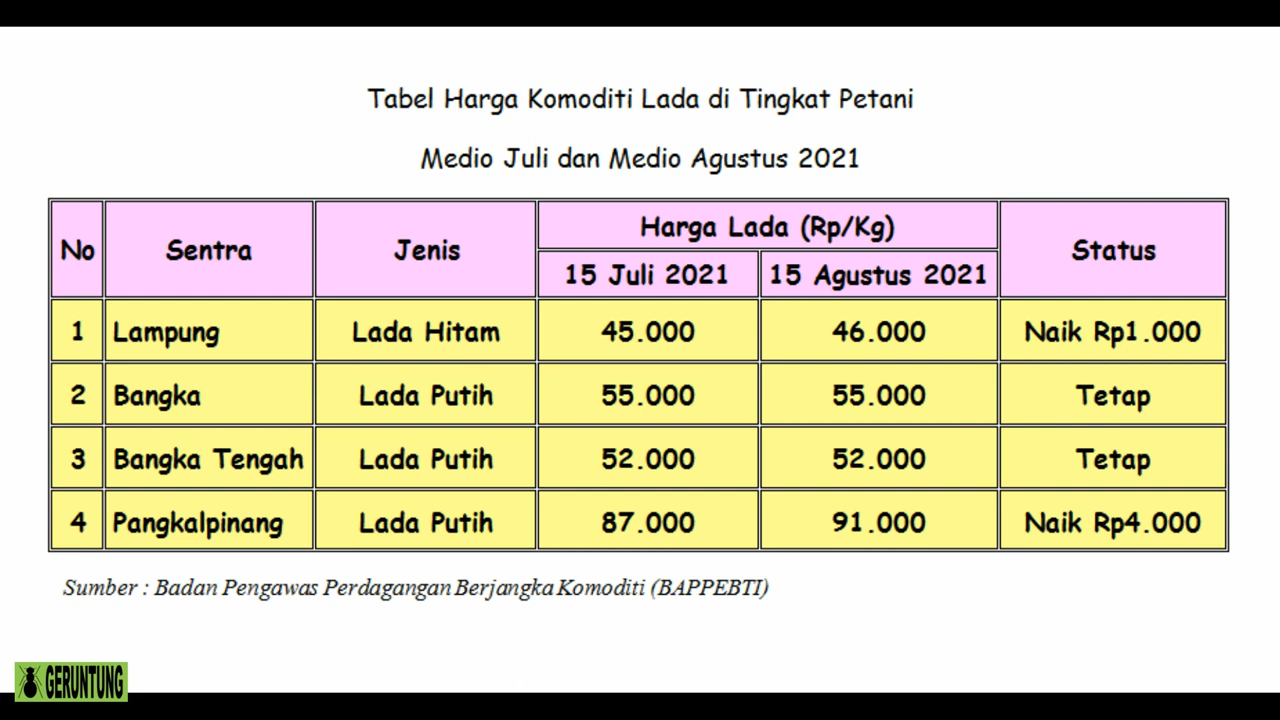 Tabel Harga Komoditi Lada di Tingkat Petani
Medio Juli dan Medio Agustus 2021
No Sentra Jenis Harga Lada (Rp/Kg) Status
15 Juli 2021 15 Agustus 2021
1 Lampung Lada Hitam 45.000 46.000 Naik Rp1.000
2 Bangka Lada Putih 55.000 55.000 Tetap
3 Bangka Tengah Lada Putih 52.000 52.000 Tetap
4 Pangkalpinang Lada Putih 87.000 91.000 Naik Rp4.000
Sumber : Badan Pengawas Perdagangan Berjangka Komoditi (BAPPEBTI)
GERUNTUNG